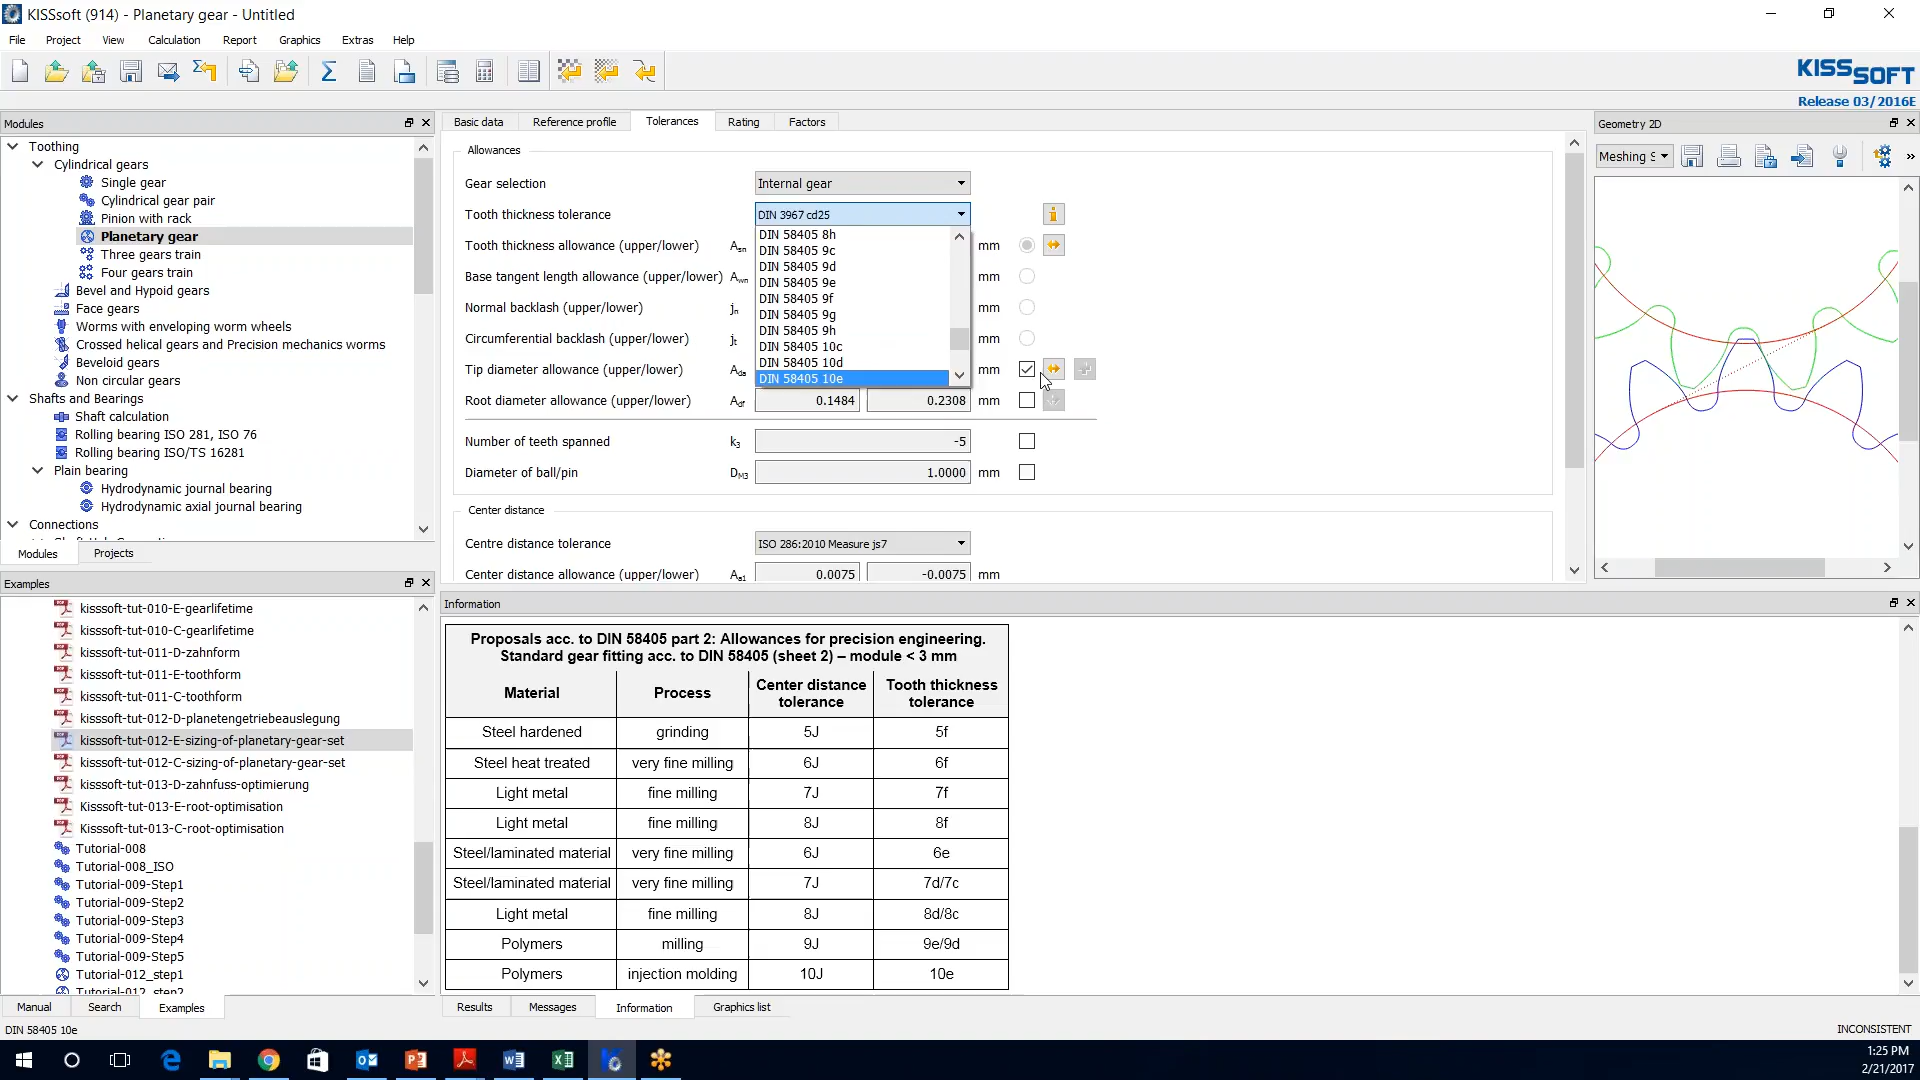 KISSsoft (914) - Planetary gear - Untitled
File Project View Calculation Report Graphics Extras Help
KISSSOFT
Release 03/2016E
Modules
Toothing
Cylindrical gears
Single gear
Cylindrical gear pair
Pinion with rack
Planetary gear
Three gears train
Four gears train
Bevel and Hypoid gears
Face gears
Worms with enveloping worm wheels
Crossed helical gears and Precision mechanics worms
Beveloid gears
Non circular gears
Shafts and Bearings
Shaft calculation
Rolling bearing ISO 281, ISO 76
Rolling bearing ISO/TS 16281
Plain bearing
Hydrodynamic journal bearing
Hydrodynamic axial journal bearing
Connections
Modules Projects
Examples
kisssoft-tut-010-E-gearlifetime
kisssoft-tut-010-C-gearlifetime
kisssoft-tut-011-D-zahnform
kisssoft-tut-011-E-toothform
kisssoft-tut-011-C-toothform
kisssoft-tut-012-D-planetengetriebeauslegung
kisssoft-tut-012-E-sizing-of-planetary-gear-set
kisssoft-tut-012-C-sizing-of-planetary-gear-set
kisssoft-tut-013-D-zahnfuss-optimierung
Kisssoft-tut-013-E-root-optimisation
Kisssoft-tut-013-C-root-optimisation
Tutorial-008
Tutorial-008_ISO
Tutorial-009-Step1
Tutorial-009-Step2
Tutorial-009-Step3
Tutorial-009-Step4
Tutorial-009-Step5
Tutorial-012_step1
Tutorial-012_step2
Manual Search Examples
Basic data Reference profile Tolerances Rating Factors
Allowances
Gear selection Internal gear
Tooth thickness tolerance DIN 3967 cd25
DIN 58405 8h
DIN 58405 9c
DIN 58405 9d
DIN 58405 9e
DIN 58405 9f
DIN 58405 9g
DIN 58405 9h
DIN 58405 10c
DIN 58405 10d
DIN 58405 10e
Tooth thickness allowance (upper/lower) Asn mm
Base tangent length allowance (upper/lower) Awn mm
Normal backlash (upper/lower) jn mm
Circumferential backlash (upper/lower) jt mm
Tip diameter allowance (upper/lower) Ada mm
Root diameter allowance (upper/lower) Adf 0.1484 0.2308 mm
Number of teeth spanned k3 -5
Diameter of ball/pin DM3 1.0000 mm
Center distance
Centre distance tolerance ISO 286:2010 Measure js7
Center distance allowance (upper/lower) Aa1 0.0075 -0.0075 mm
Geometry 2D
Meshing S
Information
Proposals acc. to DIN 58405 part 2: Allowances for precision engineering.
Standard gear fitting acc. to DIN 58405 (sheet 2) – module < 3 mm
Material Process Center distance tolerance Tooth thickness tolerance
Steel hardened grinding 5J 5f
Steel heat treated very fine milling 6J 6f
Light metal fine milling 7J 7f
Light metal fine milling 8J 8f
Steel/laminated material very fine milling 6J 6e
Steel/laminated material very fine milling 7J 7d/7c
Light metal fine milling 8J 8d/8c
Polymers milling 9J 9e/9d
Polymers injection molding 10J 10e
Results Messages Information Graphics list
DIN 58405 10e
INCONSISTENT
1:25 PM
2/21/2017